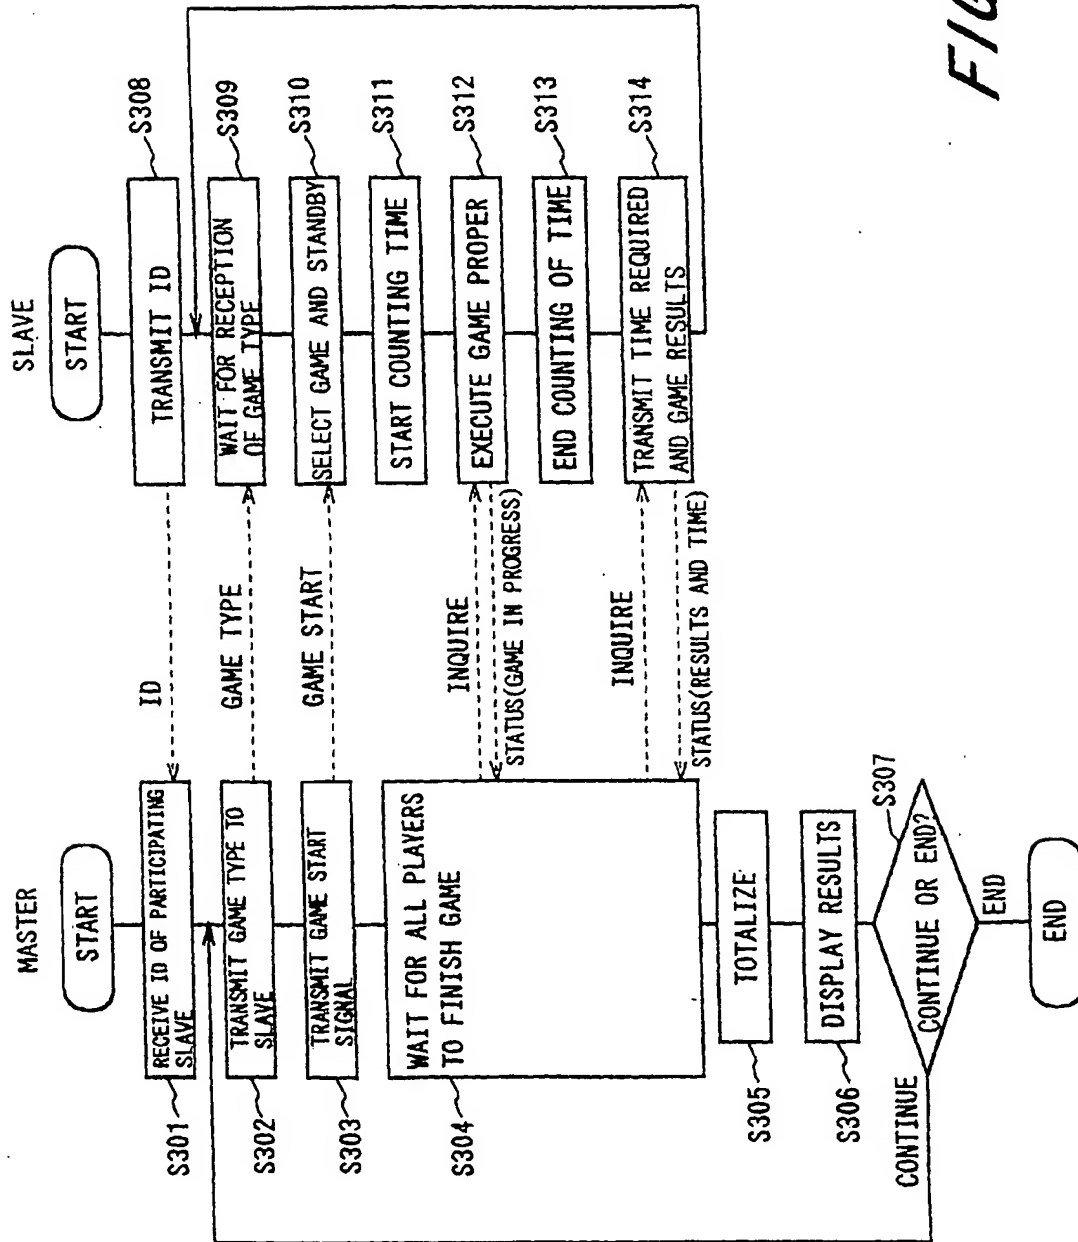 MASTER
START
RECEIVE ID OF PARTICIPATING
SLAVE
S301
TRANSMIT GAME TYPE TO
SLAVE
S302
TRANSMIT GAME START
SIGNAL
S303
WAIT FOR ALL PLAYERS
TO FINISH GAME
S304
TOTALIZE
S305
DISPLAY RESULTS
S306
CONTINUE OR END?
S307
CONTINUE
END
END
ID
GAME TYPE
GAME START
INQUIRE
STATUS(GAME IN PROGRESS)
INQUIRE
STATUS(RESULTS AND TIME)
SLAVE
START
TRANSMIT ID
S308
WAIT FOR RECEPTION
OF GAME TYPE
S309
SELECT GAME AND STANDBY
S310
START COUNTING TIME
S311
EXECUTE GAME PROPER
S312
END COUNTING OF TIME
S313
TRANSMIT TIME REQUIRED
AND GAME RESULTS
S314